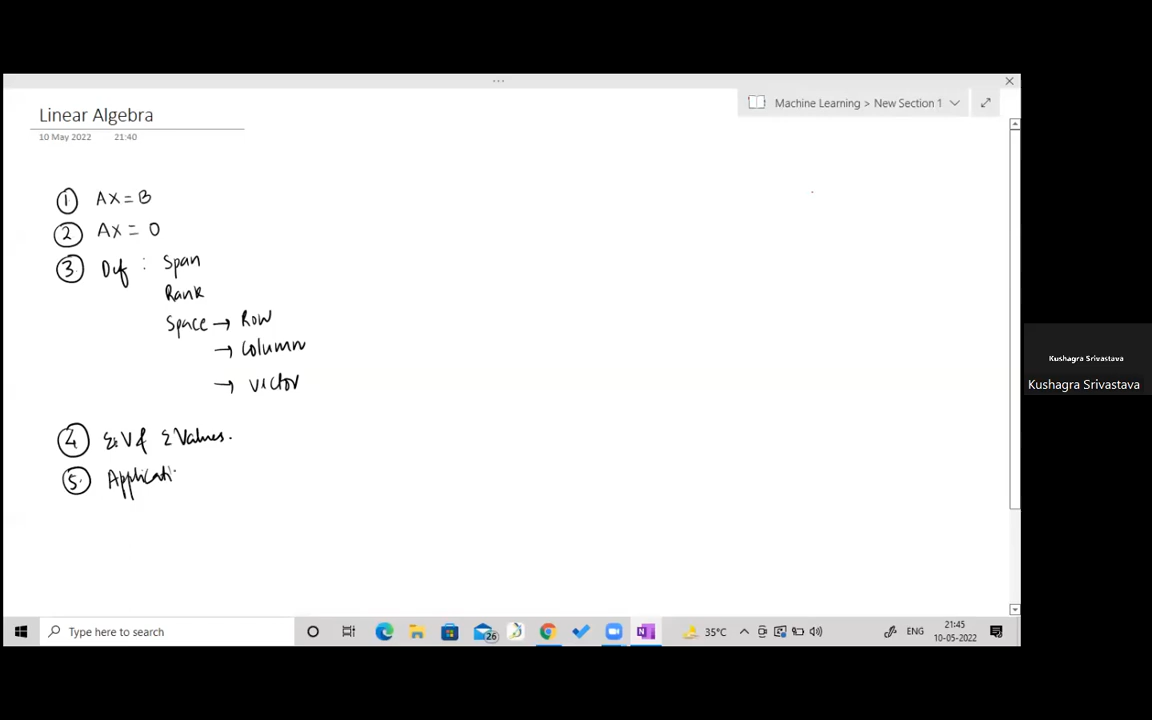 Machine Learning > New Section 1
Linear Algebra
10 May 2022 21:40
① AX = B
② AX = 0
③ Def : Span
Rank
Space → Row
→ Column
→ vector
④ & Values.
⑤ Applicati
Kushagra Srivastava
Kushagra Srivastava
Type here to search
26
35°C
ENG
21:45
10-05-2022